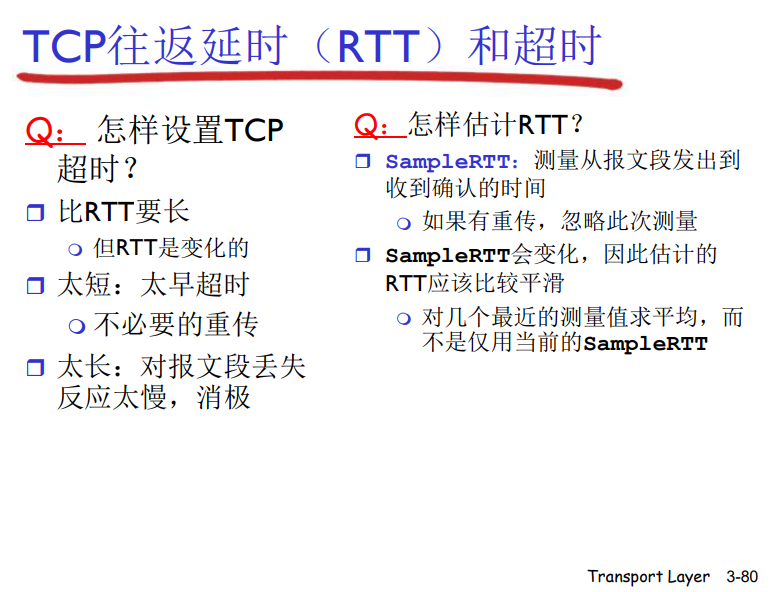 TCP往返延时（RTT）和超时
Q： 怎样设置TCP
超时？
比RTT要长
但RTT是变化的
太短：太早超时
不必要的重传
太长：对报文段丢失
反应太慢，消极
Q：怎样估计RTT？
SampleRTT：测量从报文段发出到
收到确认的时间
如果有重传，忽略此次测量
SampleRTT会变化，因此估计的
RTT应该比较平滑
对几个最近的测量值求平均，而
不是仅用当前的SampleRTT
Transport Layer 3-80